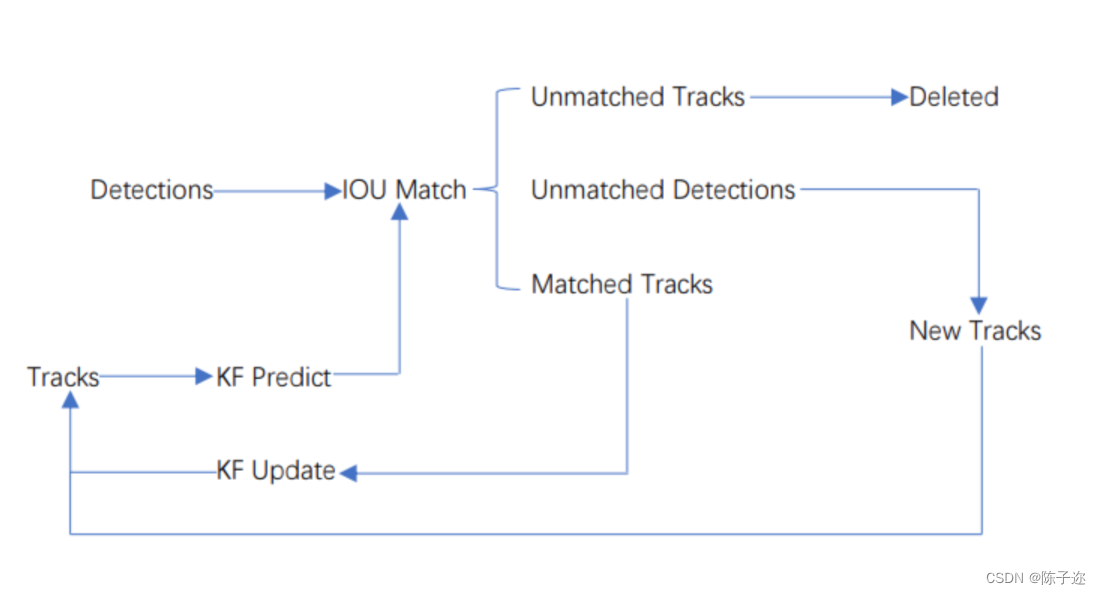 Unmatched Tracks
Deleted
Detections
IOU Match
Unmatched Detections
Matched Tracks
New Tracks
Tracks
KF Predict
KF Update
CSDN @陈子迩